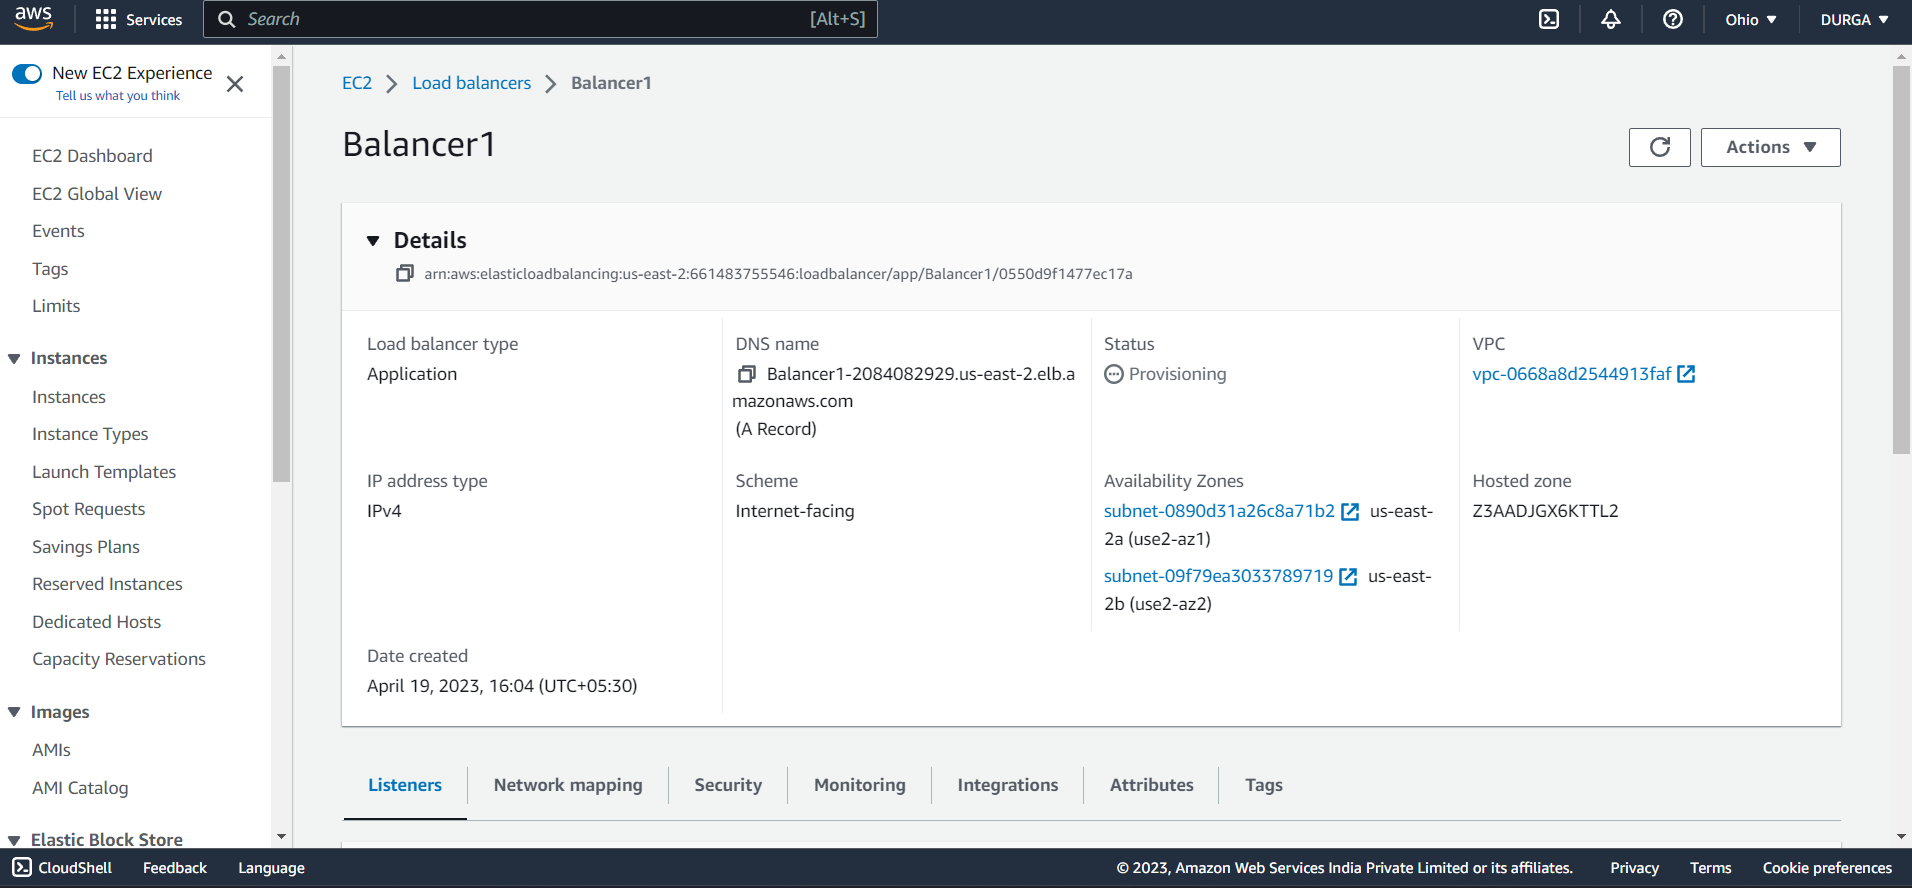 aws
Services
Search
[Alt+S]
Ohio
DURGA
New EC2 Experience
Tell us what you think
EC2 Dashboard
EC2 Global View
Events
Tags
Limits
Instances
Instances
Instance Types
Launch Templates
Spot Requests
Savings Plans
Reserved Instances
Dedicated Hosts
Capacity Reservations
Images
AMIs
AMI Catalog
Elastic Block Store
EC2 > Load balancers > Balancer1
Balancer1
Actions
Details
arn:aws:elasticloadbalancing:us-east-2:661483755546:loadbalancer/app/Balancer1/0550d9f1477ec17a
Load balancer type
Application
DNS name
Balancer1-2084082929.us-east-2.elb.a
mazonaws.com
(A Record)
Status
Provisioning
VPC
vpc-0668a8d2544913faf
IP address type
IPv4
Scheme
Internet-facing
Availability Zones
subnet-0890d31a26c8a71b2 us-east-
2a (use2-az1)
subnet-09f79ea3033789719 us-east-
2b (use2-az2)
Hosted zone
Z3AADJGX6KTTL2
Date created
April 19, 2023, 16:04 (UTC+05:30)
Listeners
Network mapping
Security
Monitoring
Integrations
Attributes
Tags
CloudShell
Feedback
Language
© 2023, Amazon Web Services India Private Limited or its affiliates.
Privacy
Terms
Cookie preferences